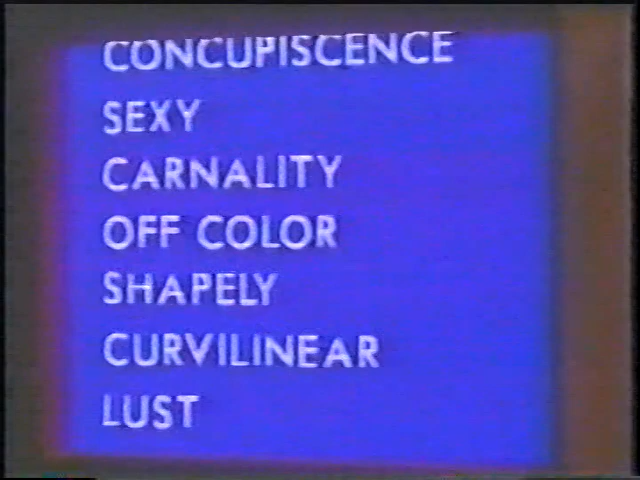 CONCUPISCENCE
SEXY
CARNALITY
OFF COLOR
SHAPELY
CURVILINEAR
LUST